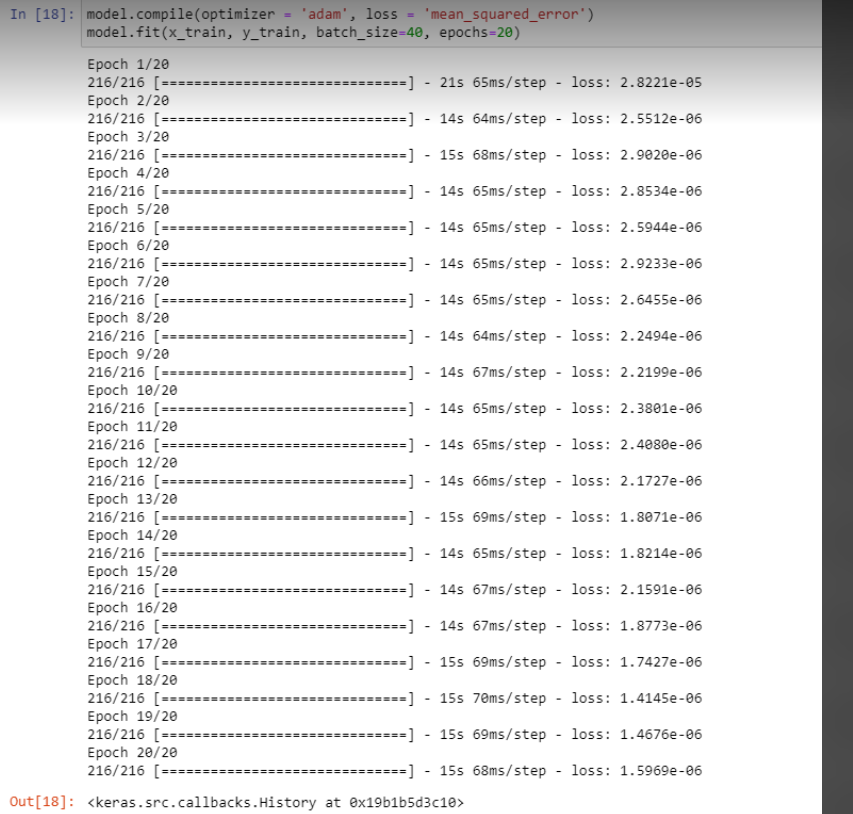 In [18]: model.compile(optimizer = 'adam', loss = 'mean_squared_error')
model.fit(x_train, y_train, batch_size=40, epochs=20)
Epoch 1/20
216/216 [==============================] - 21s 65ms/step - loss: 2.8221e-05
Epoch 2/20
216/216 [==============================] - 14s 64ms/step - loss: 2.5512e-06
Epoch 3/20
216/216 [==============================] - 15s 68ms/step - loss: 2.9020e-06
Epoch 4/20
216/216 [==============================] - 14s 65ms/step - loss: 2.8534e-06
Epoch 5/20
216/216 [==============================] - 14s 65ms/step - loss: 2.5944e-06
Epoch 6/20
216/216 [==============================] - 14s 65ms/step - loss: 2.9233e-06
Epoch 7/20
216/216 [==============================] - 14s 65ms/step - loss: 2.6455e-06
Epoch 8/20
216/216 [==============================] - 14s 64ms/step - loss: 2.2494e-06
Epoch 9/20
216/216 [==============================] - 14s 67ms/step - loss: 2.2199e-06
Epoch 10/20
216/216 [==============================] - 14s 65ms/step - loss: 2.3801e-06
Epoch 11/20
216/216 [==============================] - 14s 65ms/step - loss: 2.4080e-06
Epoch 12/20
216/216 [==============================] - 14s 66ms/step - loss: 2.1727e-06
Epoch 13/20
216/216 [==============================] - 15s 69ms/step - loss: 1.8071e-06
Epoch 14/20
216/216 [==============================] - 14s 65ms/step - loss: 1.8214e-06
Epoch 15/20
216/216 [==============================] - 14s 67ms/step - loss: 2.1591e-06
Epoch 16/20
216/216 [==============================] - 14s 67ms/step - loss: 1.8773e-06
Epoch 17/20
216/216 [==============================] - 15s 69ms/step - loss: 1.7427e-06
Epoch 18/20
216/216 [==============================] - 15s 70ms/step - loss: 1.4145e-06
Epoch 19/20
216/216 [==============================] - 15s 69ms/step - loss: 1.4676e-06
Epoch 20/20
216/216 [==============================] - 15s 68ms/step - loss: 1.5969e-06
Out[18]: <keras.src.callbacks.History at 0x19b1b5d3c10>